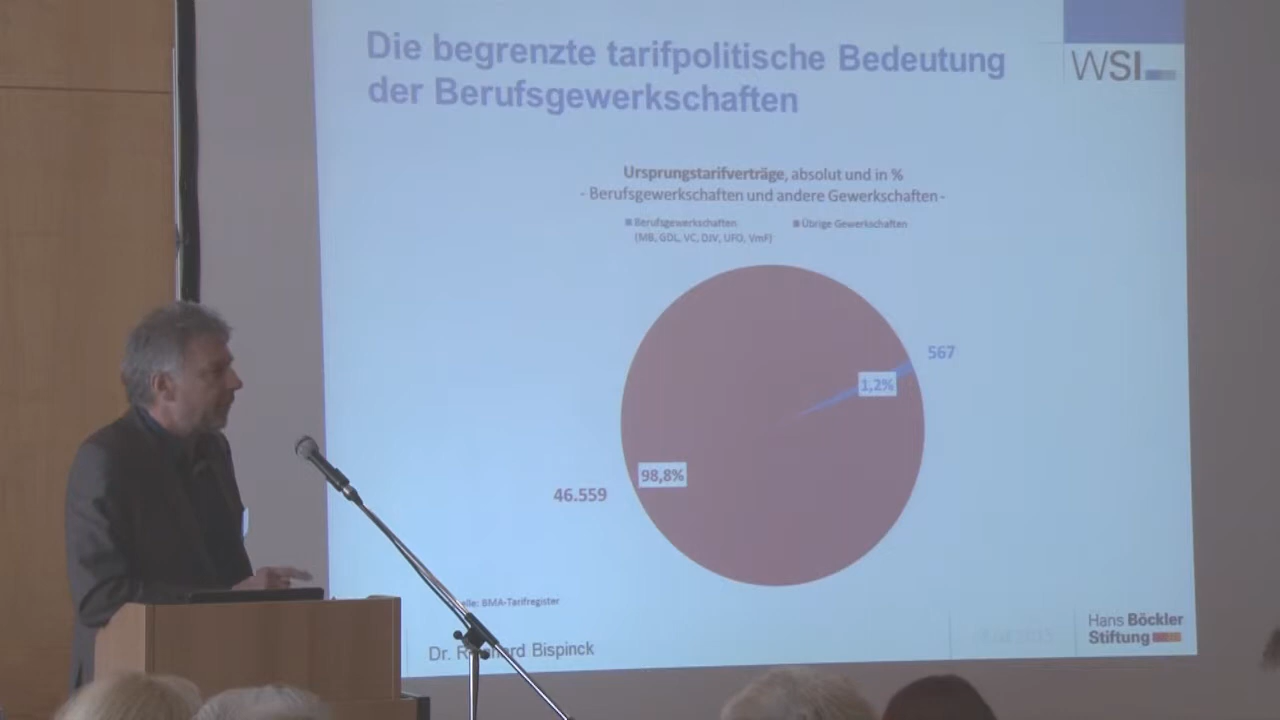 Die begrenzte tarifpolitische Bedeutung
der Berufsgewerkschaften
WSI
Ursprungstarifverträge, absolut und in %
- Berufsgewerkschaften und andere Gewerkschaften -
Berufsgewerkschaften
(MB, GDL, VC, DJV, UFO, VmF)
Übrige Gewerkschaften
567
1,2%
98,8%
46.559
elle: BMA-Tarifregister
Dr. R hard Bispinck
Hans Böckler
Stiftung